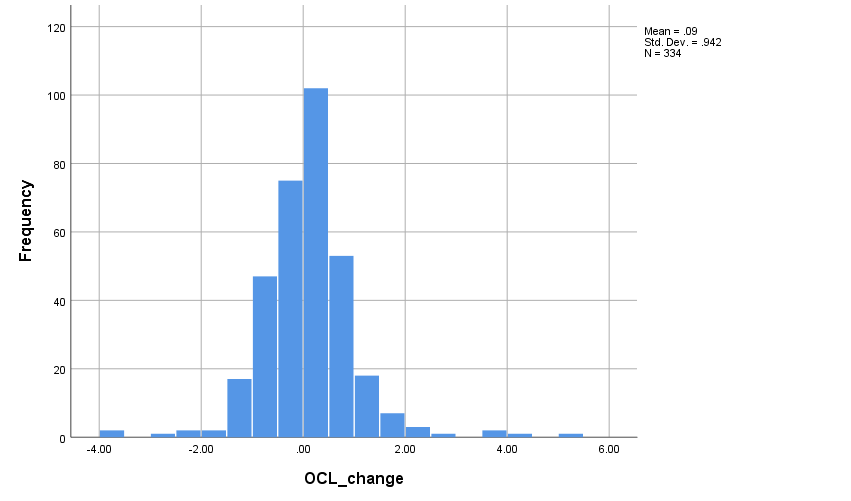 120
100
80
60
40
20
0
-4.00
-2.00
.00
2.00
4.00
6.00
Frequency
OCL_change
Mean = .09
Std. Dev. = .942
N = 334